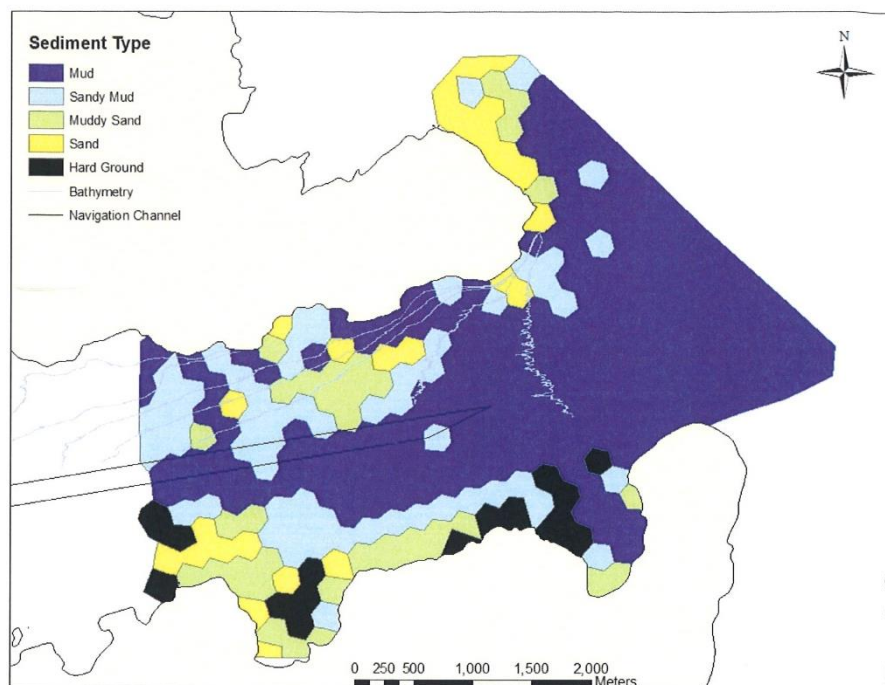 N
Sediment Type
Mud
Sandy Mud
Muddy Sand
Sand
Hard Ground
Bathymetry
Navigation Channel
0 250 500 1,000 1,500 2,000
Meters